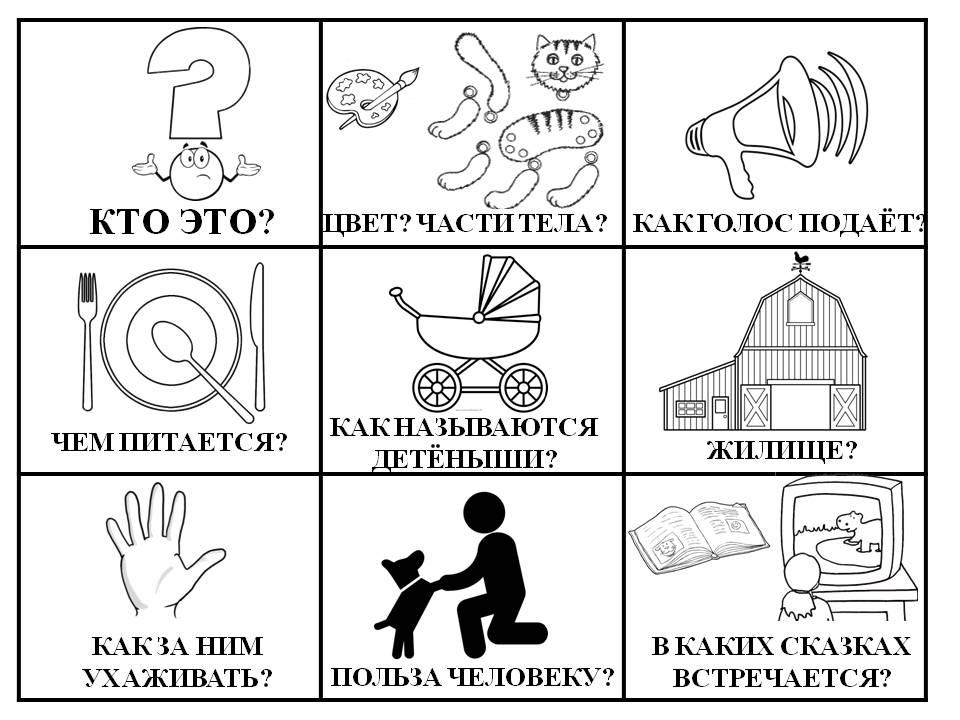 КТО ЭТО?
ЦВЕТ? ЧАСТИ ТЕЛА?
КАК ГОЛОС ПОДАЁТ?
ЧЕМ ПИТАЕТСЯ?
КАК НАЗЫВАЮТСЯ
ДЕТЁНЫШИ?
ЖИЛИЩЕ?
КАК ЗА НИМ
УХАЖИВАТЬ?
ПОЛЬЗА ЧЕЛОВЕКУ?
В КАКИХ СКАЗКАХ
ВСТРЕЧАЕТСЯ?